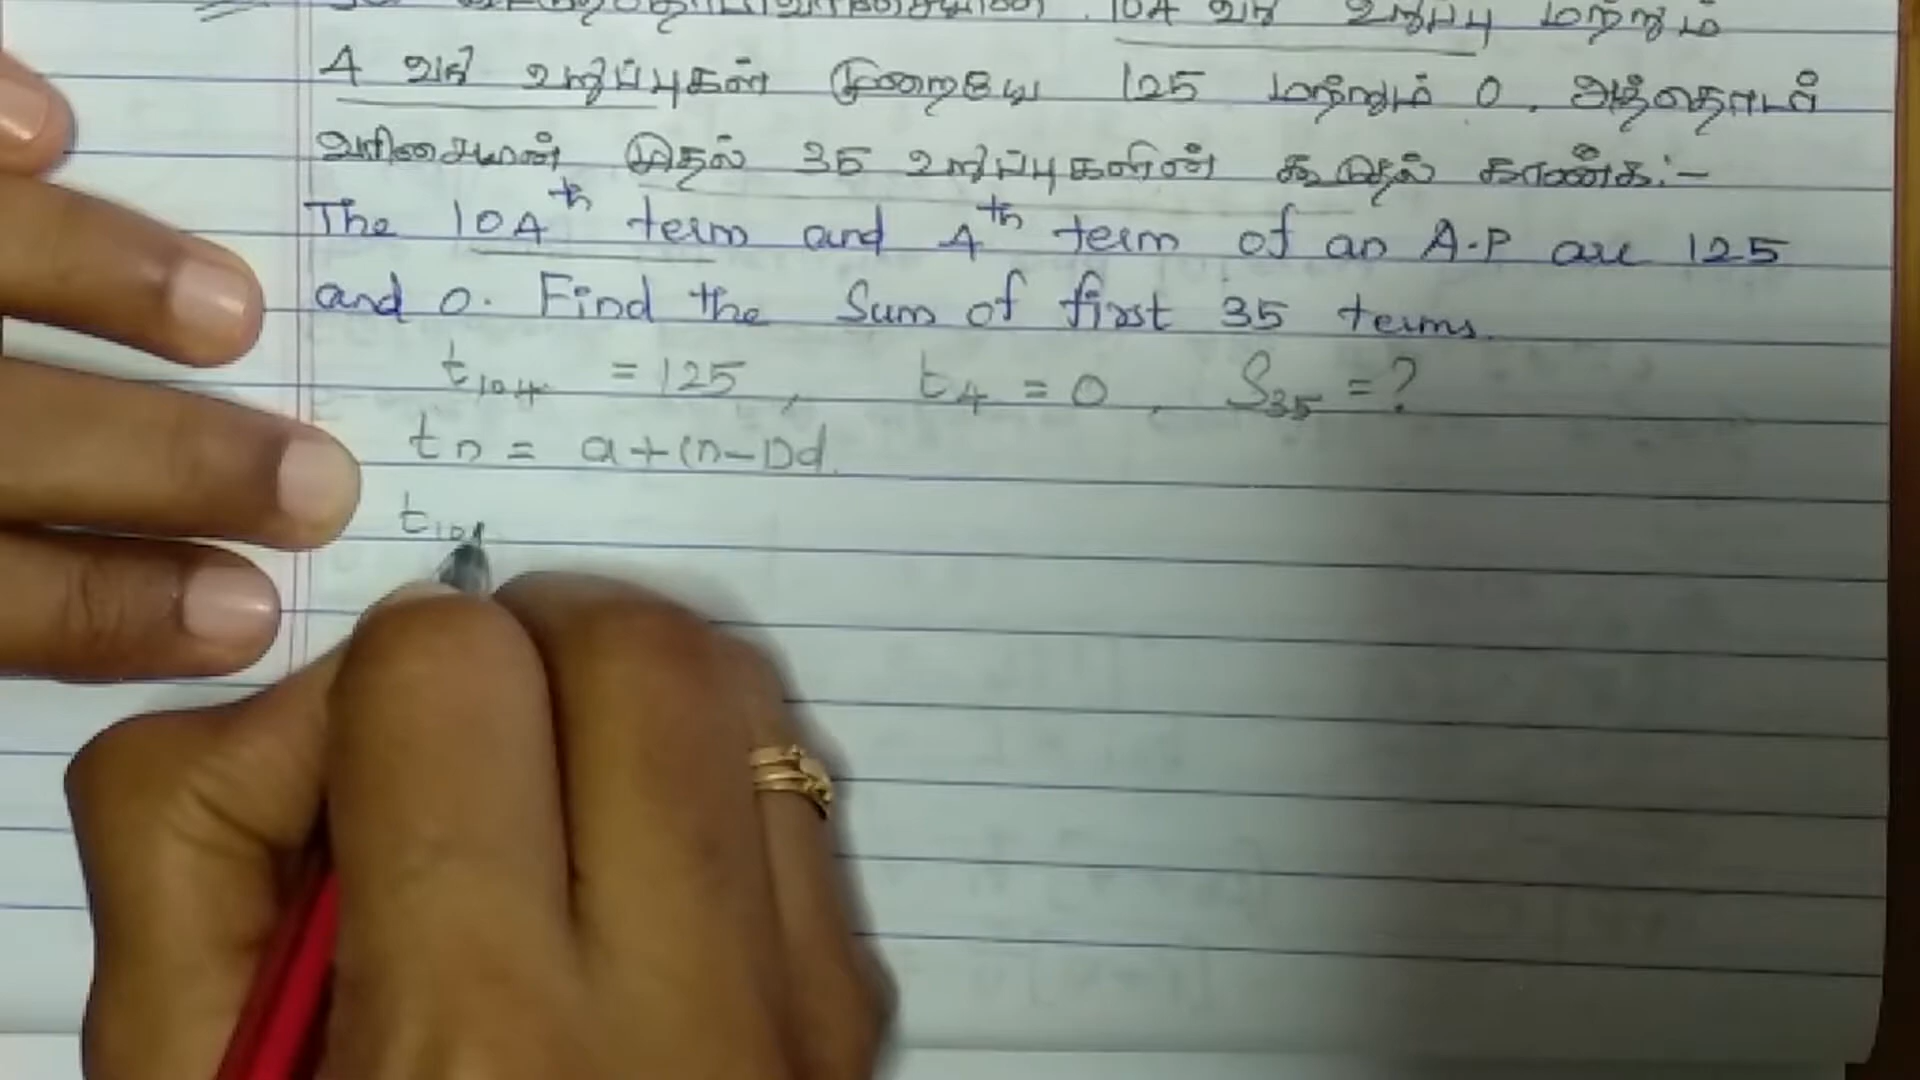 104 வது உறுப்பு மற்றும்
4 வது உறுப்புகள் முறையே 125 மற்றும் 0. அத்தொடர்
வரிசையின் முதல் 35 உறுப்புகளின் கூடுதல் காண்க:-
The 104th term and 4th term of an A.P are 125
and 0. Find the Sum of first 35 terms.
t104 = 125, t4 = 0, S35 = ?
tn = a+(n-1)d.
t104